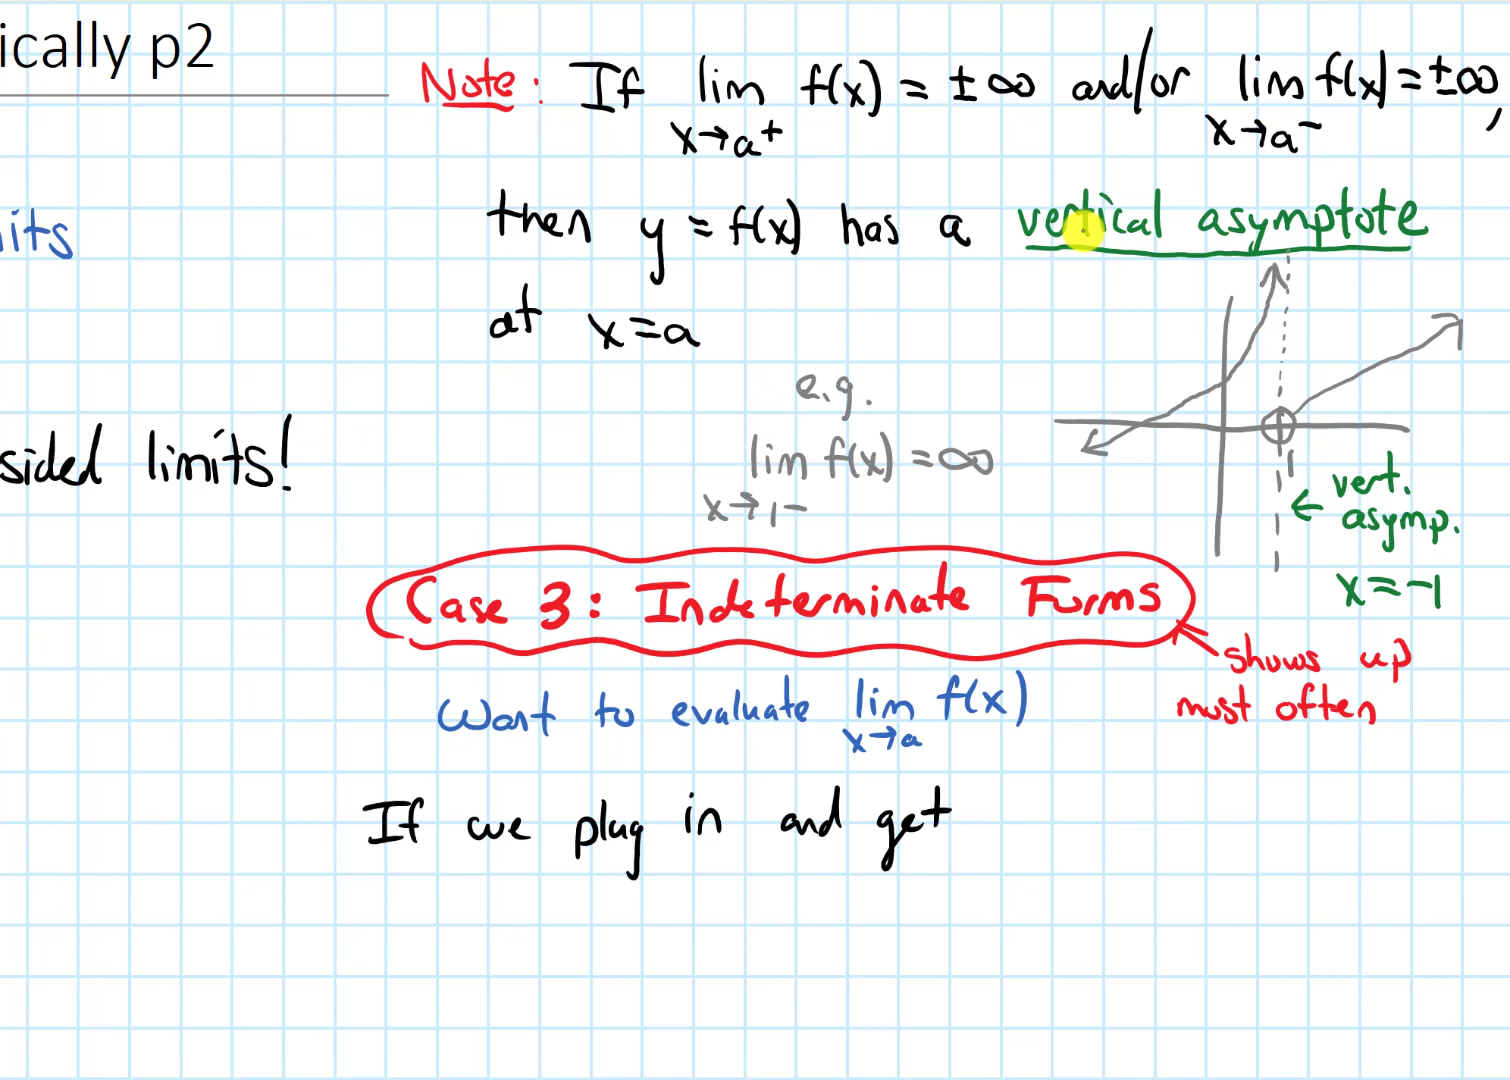 ically p2
Note: If lim f(x) = ±∞ and/or lim f(x) = ±∞,
x→a⁺ x→a⁻
then y = f(x) has a vertical asymptote
at x=a
its
sided limits!
e.g.
lim f(x) = ∞
x→1⁻
1
← vert.
asymp.
x=-1
Case 3: Indeterminate Forms
shows up
most often
Want to evaluate lim f(x)
x→a
If we plug in and get